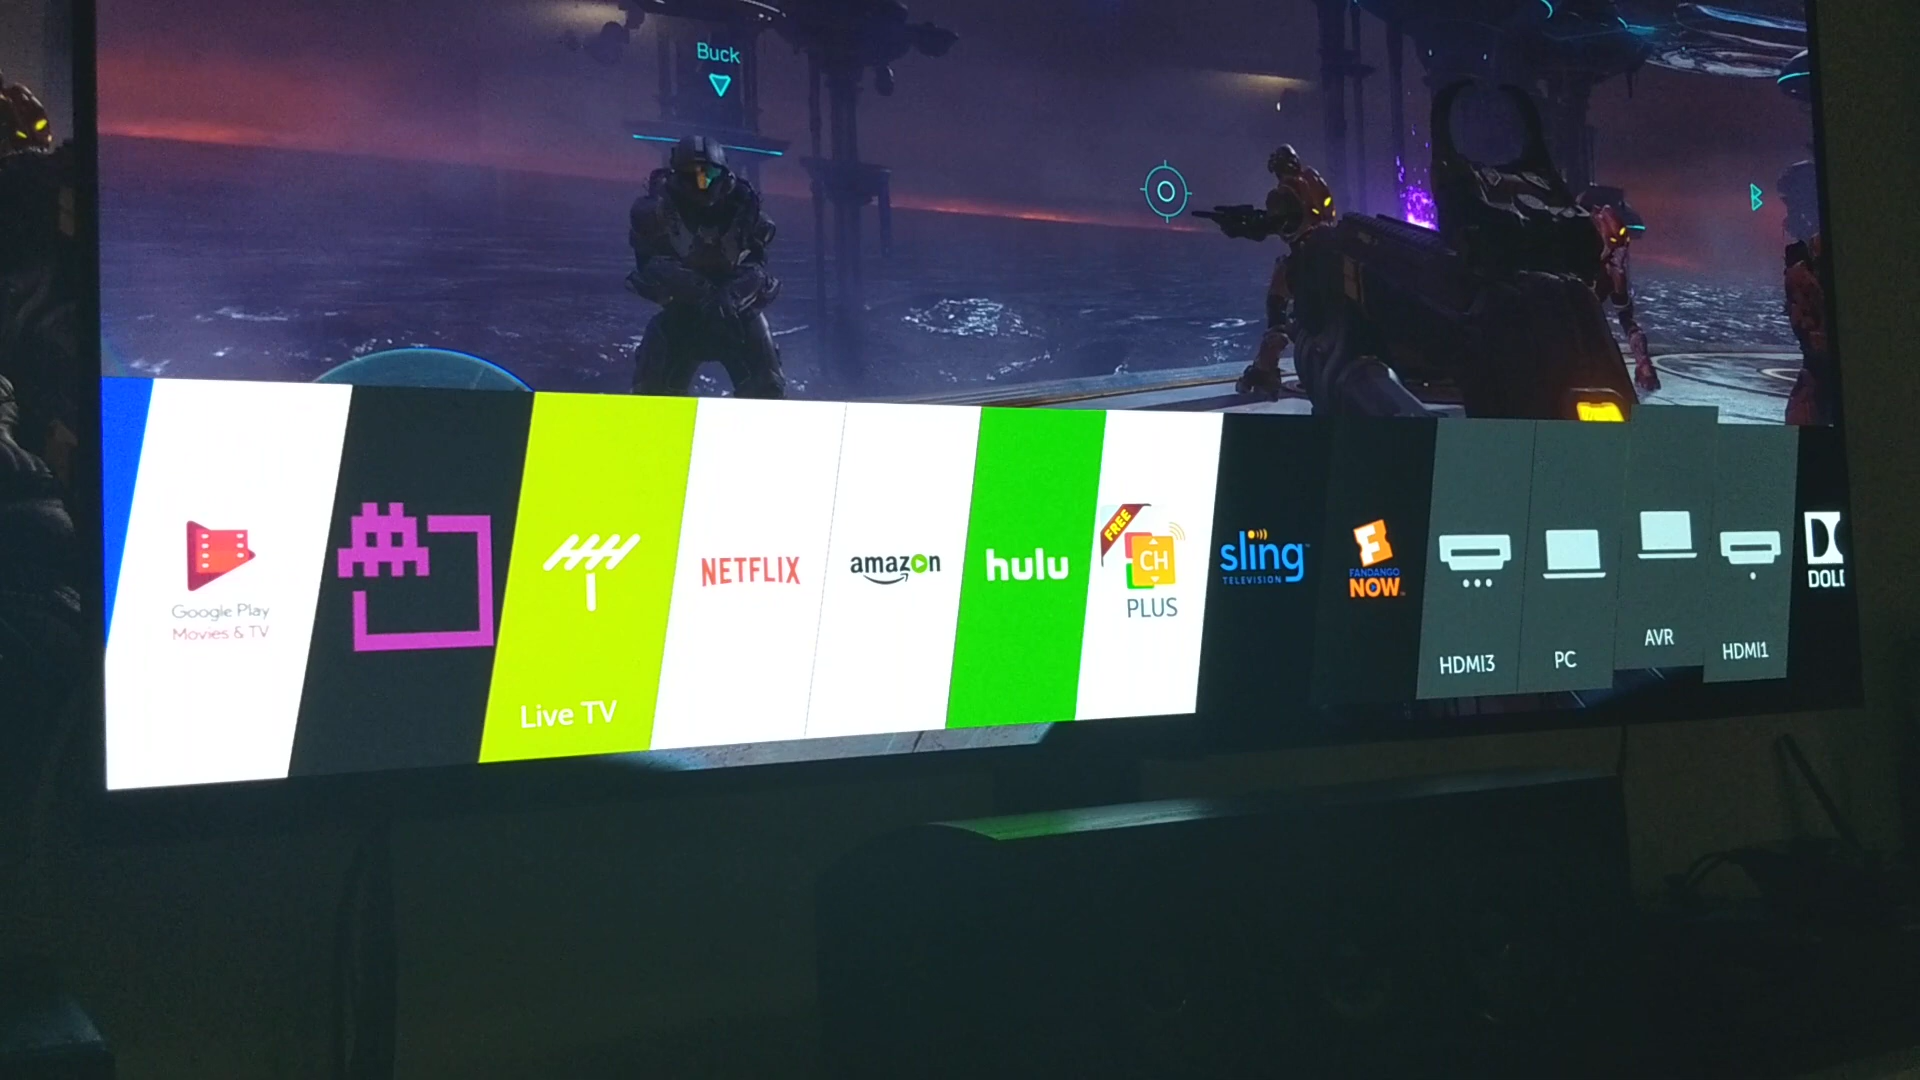 Buck
Google Play
Movies & TV
Live TV
NETFLIX
amazon
hulu
FREE
CH
PLUS
sling
TELEVISION
FANDANGO
NOW
HDMI3
PC
AVR
HDMI1
DOL